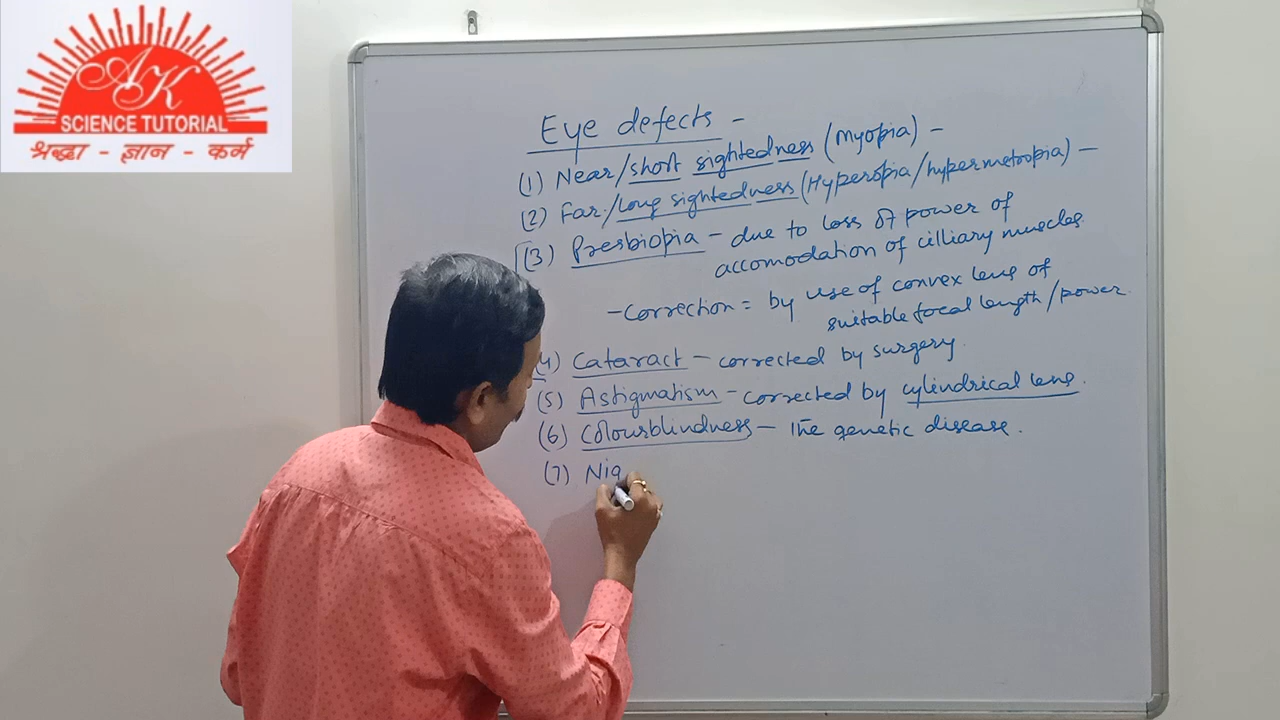 AK
SCIENCE TUTORIAL
श्रद्धा - ज्ञान - कर्म
Eye defects -
(1) Near/short sightedness (Myopia) -
(2) Far/long sightedness (Hyperopia/hypermetropia) -
(3) Presbiopia - due to loss of power of
accomodation of cilliary muscles.
- Correction = by use of convex lens of
suitable focal length/power.
(4) Cataract - corrected by surgery.
(5) Astigmatism - corrected by cylindrical lens.
(6) Colourblindness - The genetic disease.
(7) Nig